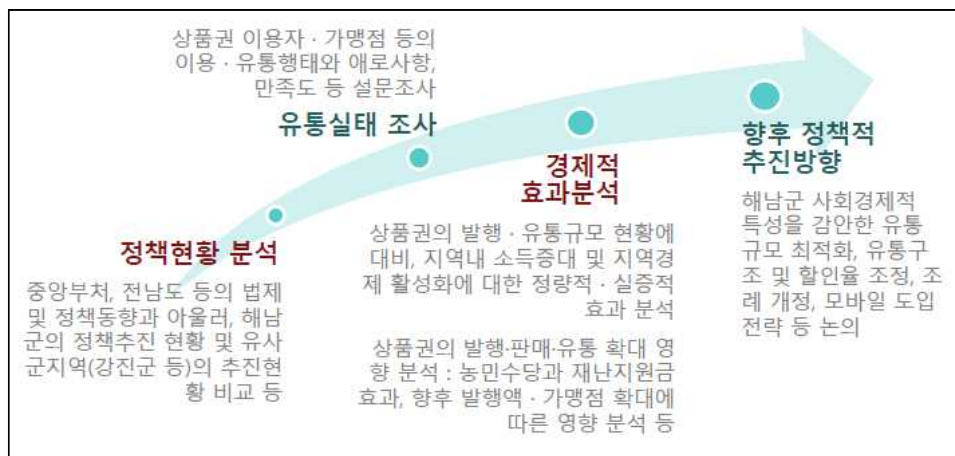 상품권 이용자 · 가맹점 등의
이용 · 유통행태와 애로사항,
만족도 등 설문조사
유통실태 조사
정책현황 분석
중앙부처, 전남도 등의 법제
및 정책동향과 아울러, 해남
군의 정책추진 현황 및 유사
군지역(강진군 등)의 추진현
황 비교 등
경제적
효과분석
상품권의 발행 · 유통규모 현황에
대비, 지역내 소득증대 및 지역경
제 활성화에 대한 정량적 · 실증적
효과 분석
상품권의 발행·판매·유통 확대 영
향 분석 : 농민수당과 재난지원금
효과, 향후 발행액 · 가맹점 확대에
따른 영향 분석 등
향후 정책적
추진방향
해남군 사회경제적
특성을 감안한 유통
규모 최적화, 유통구
조 및 할인율 조정, 조
례 개정, 모바일 도입
전략 등 논의